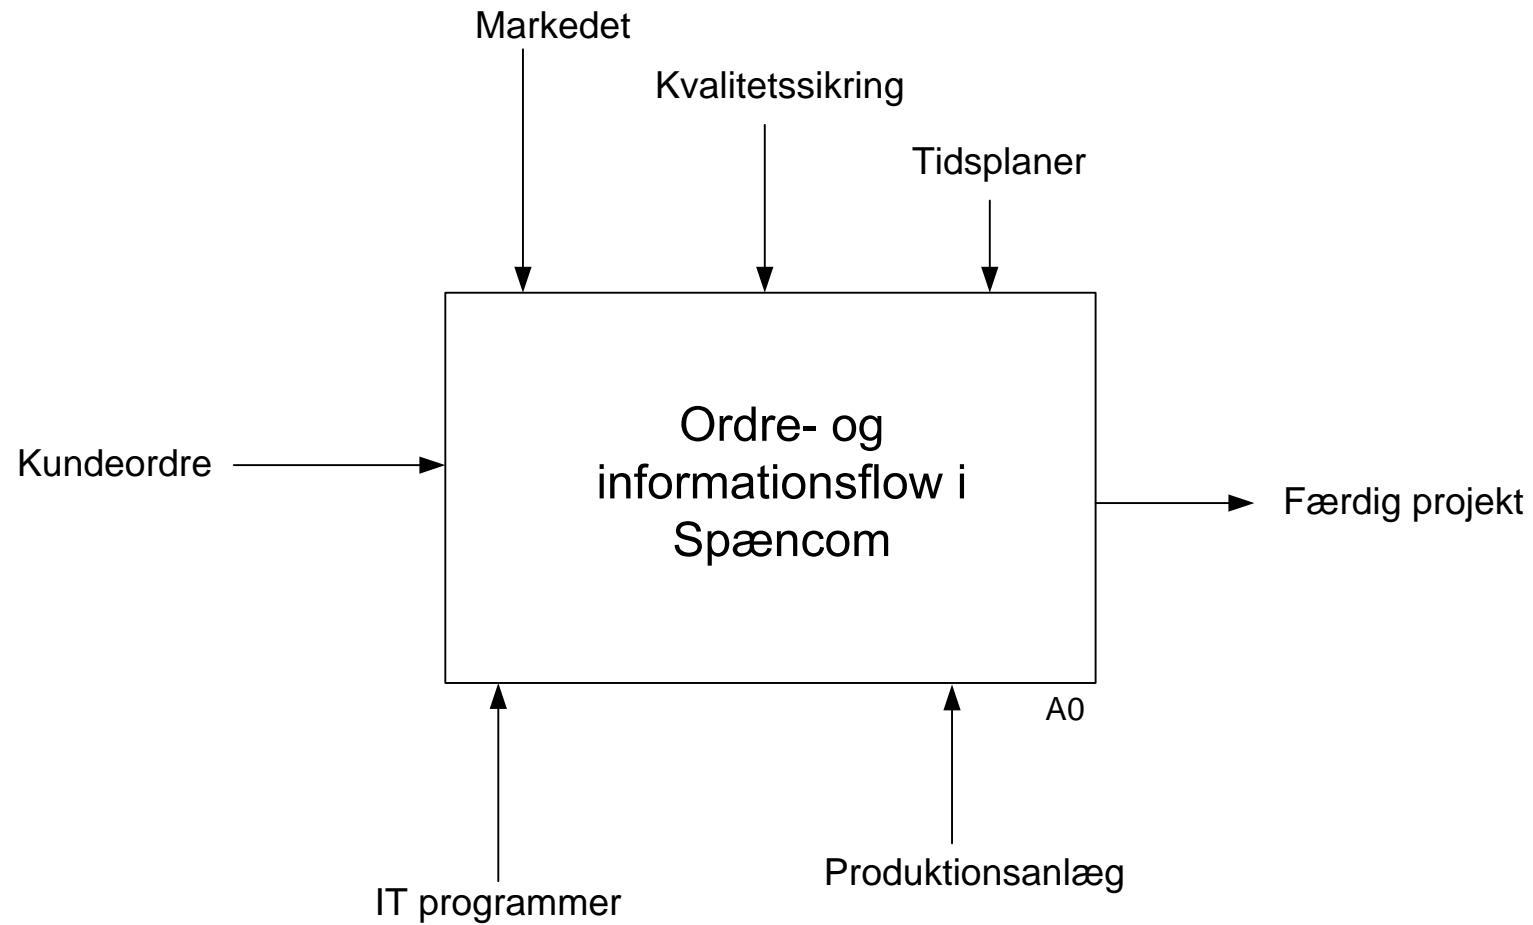 Markedet
Kvalitetssikring
Tidsplaner
Ordre- og
informationsflow i
Spæncom
Kundeordre
Færdig projekt
A0
Produktionsanlæg
IT programmer